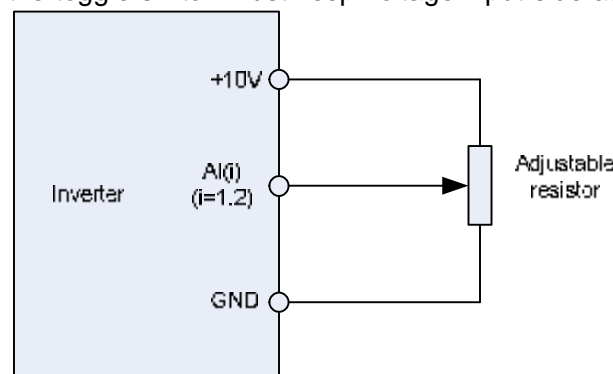 +10V
AI(i)
(i=1.2)
Inverter
GND
Adjustable
resistor